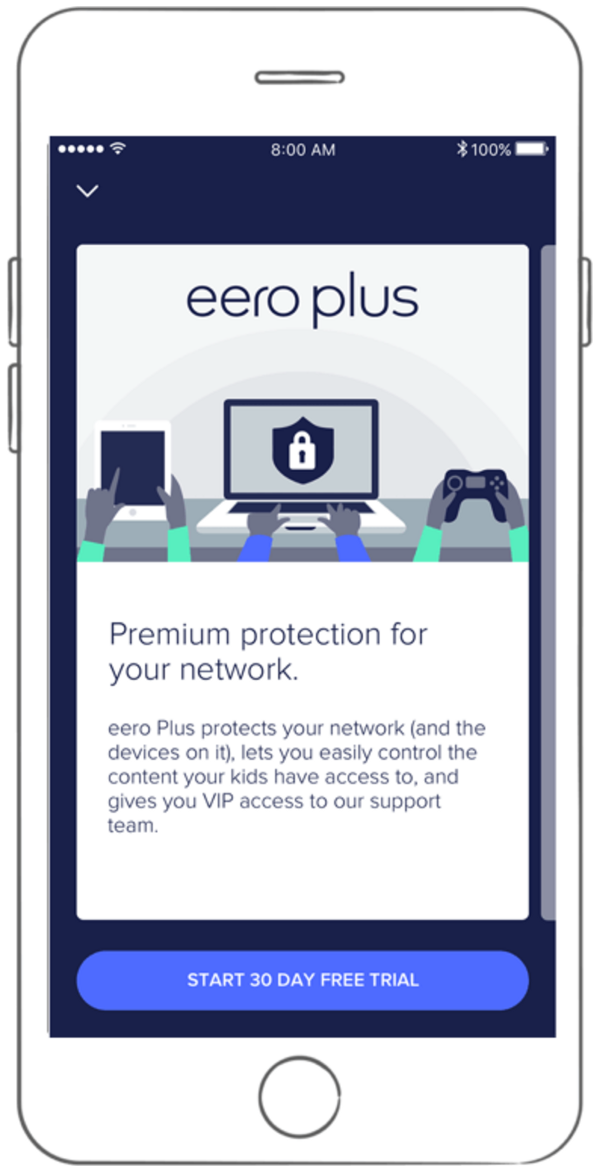 8:00 AM
100%
eero plus
Premium protection for
your network.
eero Plus protects your network (and the
devices on it), lets you easily control the
content your kids have access to, and
gives you VIP access to our support
team.
START 30 DAY FREE TRIAL